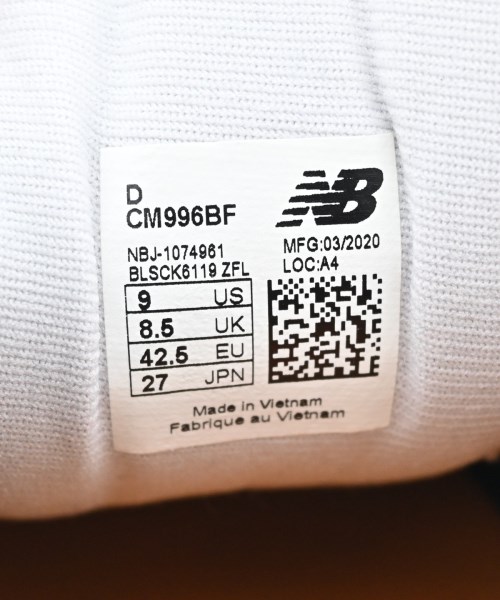 D
CM996BF
NB
NBJ-1074961
BLSCK6119 ZFL
MFG:03/2020
LOC:A4
9 US
8.5 UK
42.5 EU
27 JPN
Made in Vietnam
Fabrique au Vietnam